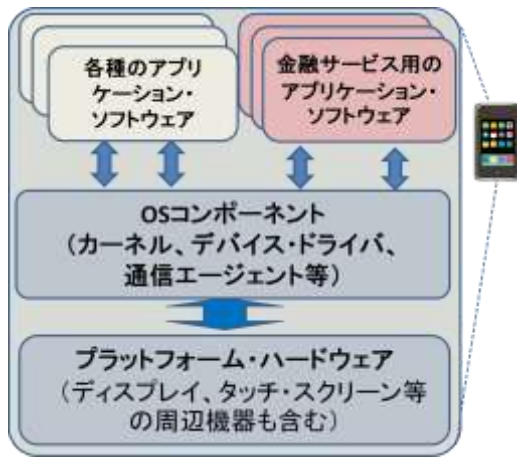 各種のアプリ
ケーション・
ソフトウェア
金融サービス用の
アプリケーション・
ソフトウェア
OSコンポーネント
(カーネル、デバイス・ドライバ、
通信エージェント等)
プラットフォーム・ハードウェア
(ディスプレイ、タッチ・スクリーン等
の周辺機器も含む)